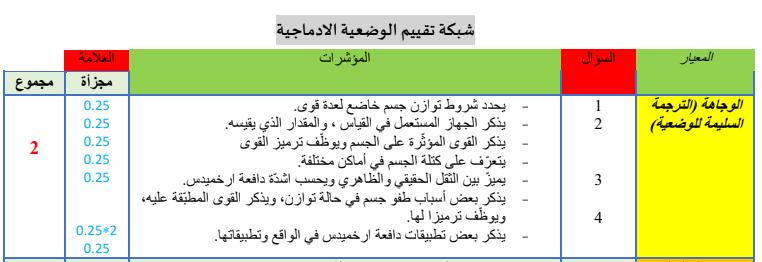 شبكة تقييم الوضعية الادماجية
المعيار السؤال المؤشرات العلامة
مجزأة مجموع
الوجاهة (الترجمة السليمة للوضعية)
1 - يحدد شروط توازن جسم خاضع لعدة قوى. 0.25
2 - يذكر الجهاز المستعمل في القياس ، والمقدار الذي يقيسه. 0.25
- يذكر القوى المؤثّرة على الجسم ويوظّف ترميز القوى 0.25
2
- يتعرّف على كتلة الجسم في أماكن مختلفة. 0.25
3 - يميّز بين الثقل الحقيقي والظاهري ويحسب اشدّة دافعة ارخميدس. 0.25
- يذكر بعض أسباب طفو جسم في حالة توازن، ويذكر القوى المطبّقة عليه،
4 ويوظّف ترميزا لها. 0.25*2
- يذكر بعض تطبيقات دافعة ارخميدس في الواقع وتطبيقاتها. 0.25